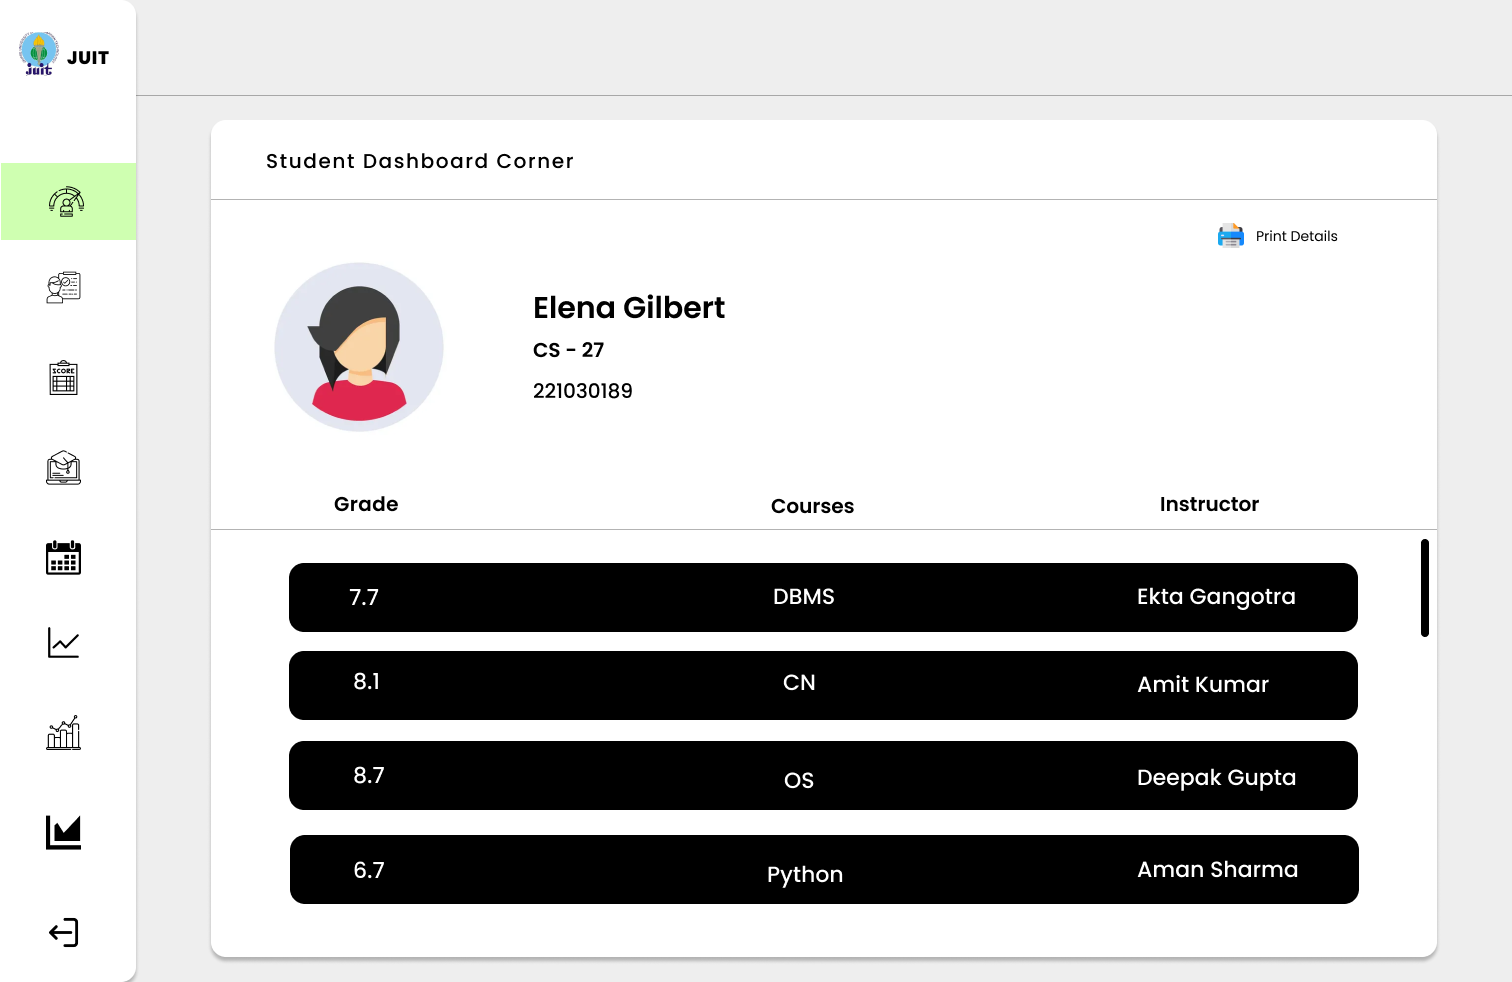 juit
JUIT
Student Dashboard Corner
Print Details
Elena Gilbert
CS - 27
221030189
SCORE
Grade Courses Instructor
7.7 DBMS Ekta Gangotra
8.1 CN Amit Kumar
8.7 OS Deepak Gupta
6.7 Python Aman Sharma